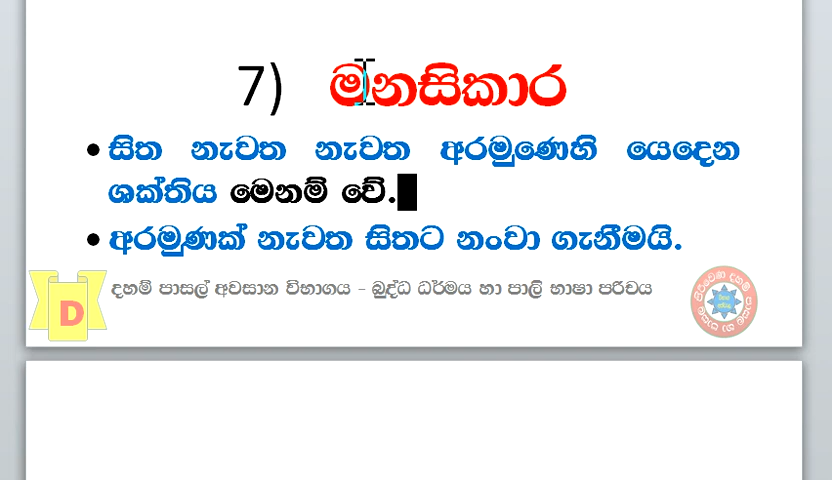 7) මනසිකාර
• සිත නැවත නැවත අරමුණෙහි යෙදෙන
ශක්තිය මෙනම් වේ.
• අරමුණක් නැවත සිතට නංවා ගැනීමයි.
D
දහම් පාසල් අවසාන විභාගය - බුද්ධ ධර්මය හා පාලි භාෂා පරිචය